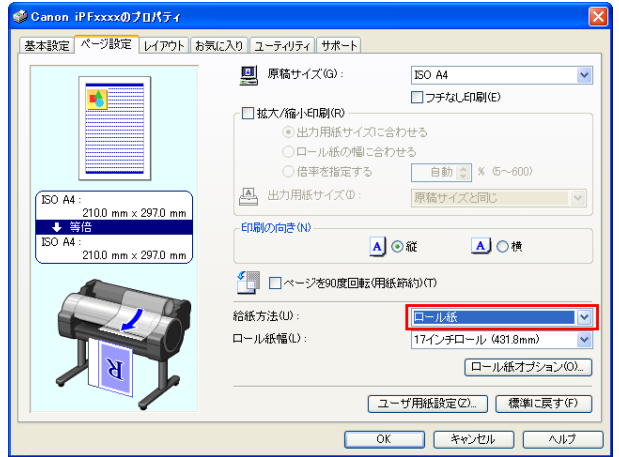 Canon iPFxxxxのプロパティ
基本設定 ページ設定 レイアウト お気に入り ユーティリティ サポート
原稿サイズ(G) : ISO A4
フチなし印刷(E)
拡大/縮小印刷(R)
出力用紙サイズに合わせる
ロール紙の幅に合わせる
倍率を指定する 自動 % (5~600)
出力用紙サイズ(I) : 原稿サイズと同じ
ISO A4 :
210.0 mm x 297.0 mm
等倍
ISO A4 :
210.0 mm x 297.0 mm
印刷の向き(N)
A 縦 A 横
ページを90度回転(用紙節約)(T)
給紙方法(U) : ロール紙
ロール紙幅(L) : 17インチロール (431.8mm)
ロール紙オプション(O)...
ユーザ用紙設定(Z)... 標準に戻す(F)
R
OK キャンセル ヘルプ